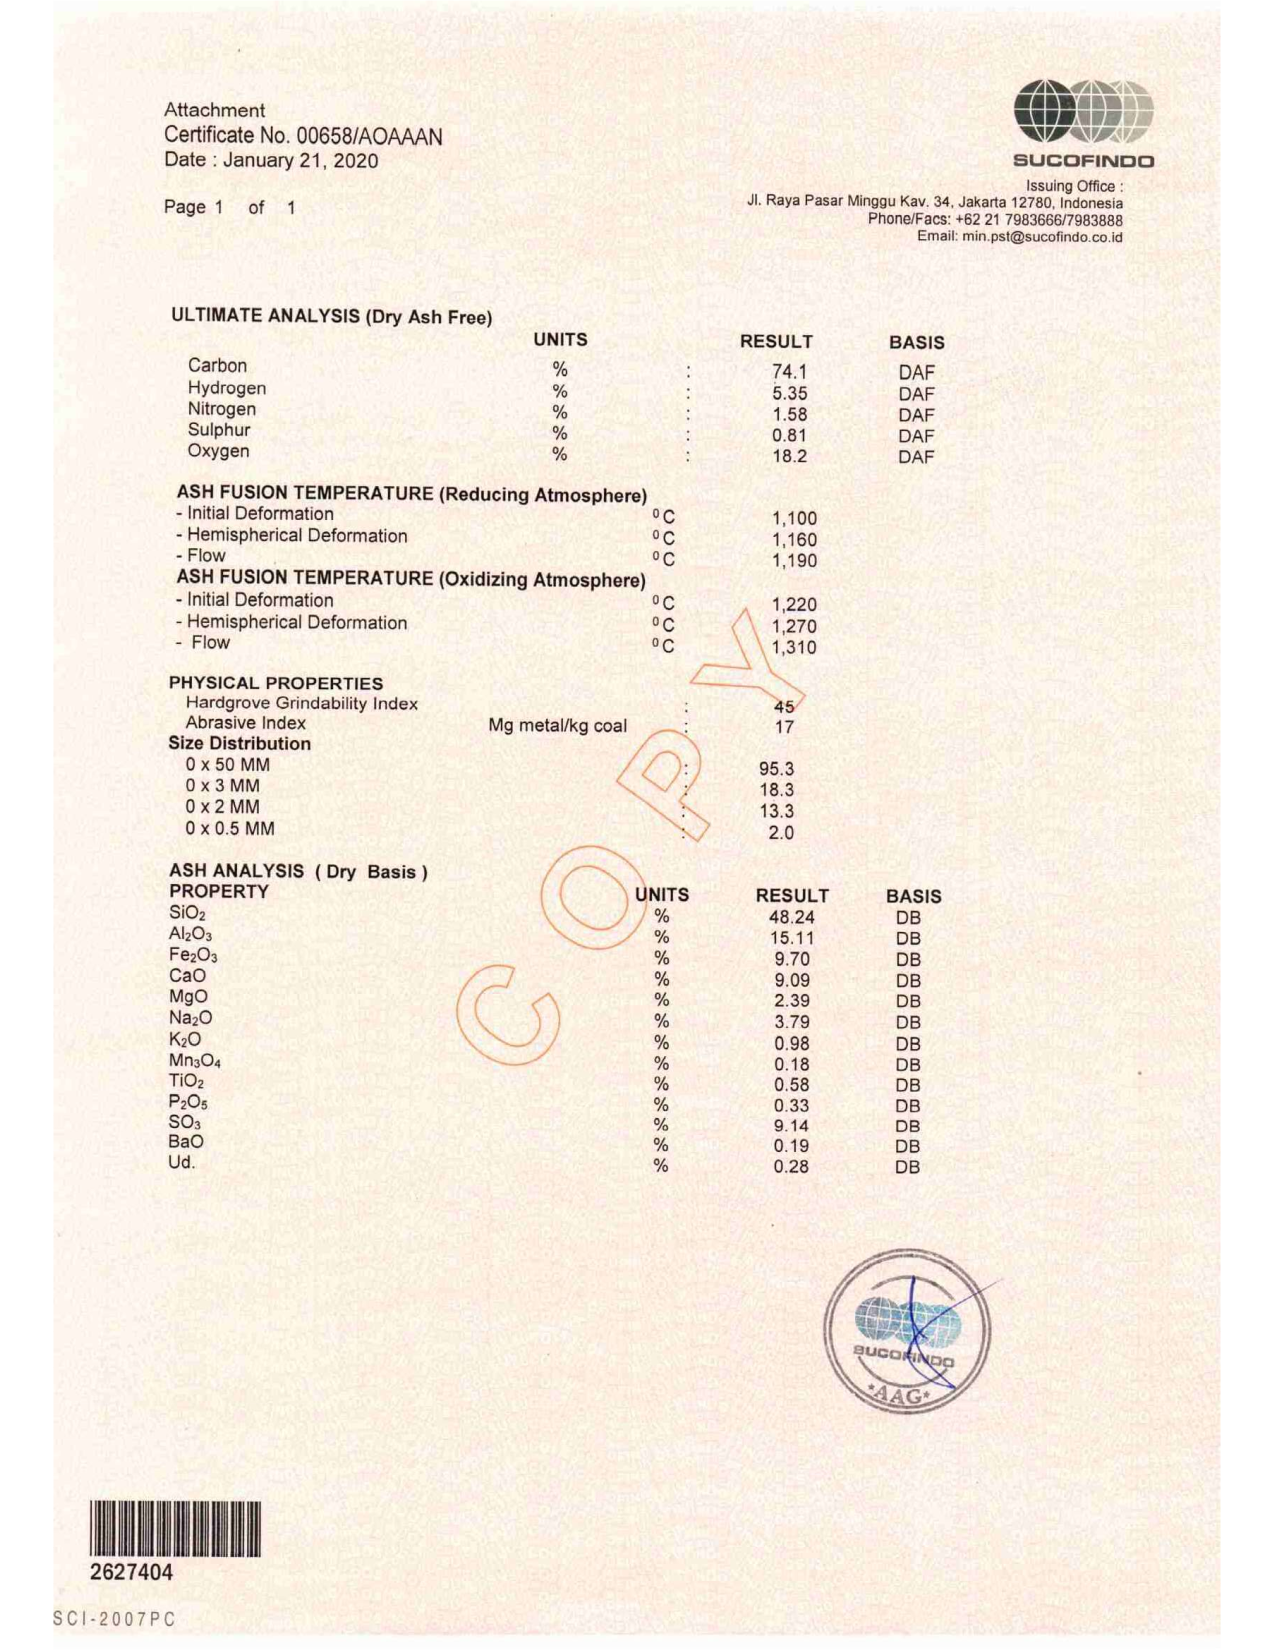 Attachment
Certificate No. 00658/AOAAAN
Date : January 21, 2020
Page 1 of 1
SUCOFINDO
Issuing Office :
Jl. Raya Pasar Minggu Kav. 34, Jakarta 12780, Indonesia
Phone/Facs: +62 21 7983666/7983888
Email: min.pst@sucofindo.co.id
ULTIMATE ANALYSIS (Dry Ash Free)
UNITS RESULT BASIS
Carbon % : 74.1 DAF
Hydrogen % : 5.35 DAF
Nitrogen % : 1.58 DAF
Sulphur % : 0.81 DAF
Oxygen % : 18.2 DAF
ASH FUSION TEMPERATURE (Reducing Atmosphere)
- Initial Deformation ⁰C 1,100
- Hemispherical Deformation ⁰C 1,160
- Flow ⁰C 1,190
ASH FUSION TEMPERATURE (Oxidizing Atmosphere)
- Initial Deformation ⁰C 1,220
- Hemispherical Deformation ⁰C 1,270
- Flow ⁰C 1,310
PHYSICAL PROPERTIES
Hardgrove Grindability Index : 45
Abrasive Index Mg metal/kg coal : 17
Size Distribution
0 x 50 MM : 95.3
0 x 3 MM : 18.3
0 x 2 MM : 13.3
0 x 0.5 MM : 2.0
COPY
ASH ANALYSIS ( Dry Basis )
PROPERTY UNITS RESULT BASIS
SiO₂ % 48.24 DB
Al₂O₃ % 15.11 DB
Fe₂O₃ % 9.70 DB
CaO % 9.09 DB
MgO % 2.39 DB
Na₂O % 3.79 DB
K₂O % 0.98 DB
Mn₃O₄ % 0.18 DB
TiO₂ % 0.58 DB
P₂O₅ % 0.33 DB
SO₃ % 9.14 DB
BaO % 0.19 DB
Ud. % 0.28 DB
SUCOFINDO
*AAG*
2627404
SCI-2007PC